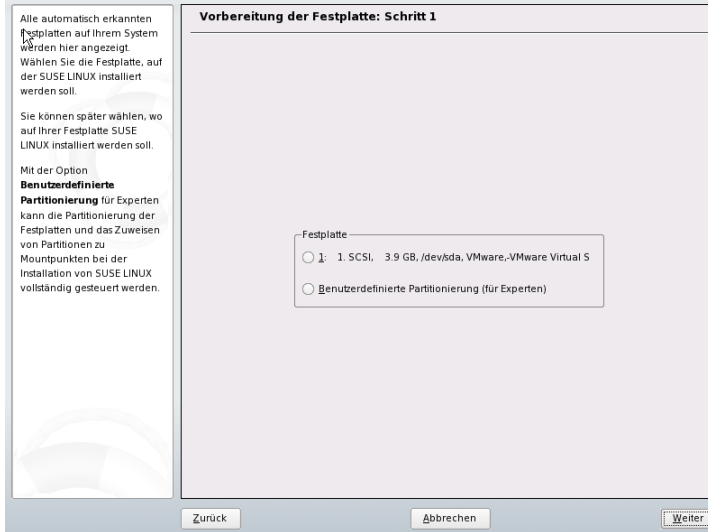 Alle automatisch erkannten
Festplatten auf Ihrem System
werden hier angezeigt.
Wählen Sie die Festplatte, auf
der SUSE LINUX installiert
werden soll.
Sie können später wählen, wo
auf Ihrer Festplatte SUSE
LINUX installiert werden soll.
Mit der Option
Benutzerdefinierte
Partitionierung für Experten
kann die Partitionierung der
Festplatten und das Zuweisen
von Partitionen zu
Mountpunkten bei der
Installation von SUSE LINUX
vollständig gesteuert werden.
Vorbereitung der Festplatte: Schritt 1
Festplatte
1: 1. SCSI, 3.9 GB, /dev/sda, VMware,-VMware Virtual S
Benutzerdefinierte Partitionierung (für Experten)
Zurück
Abbrechen
Weiter